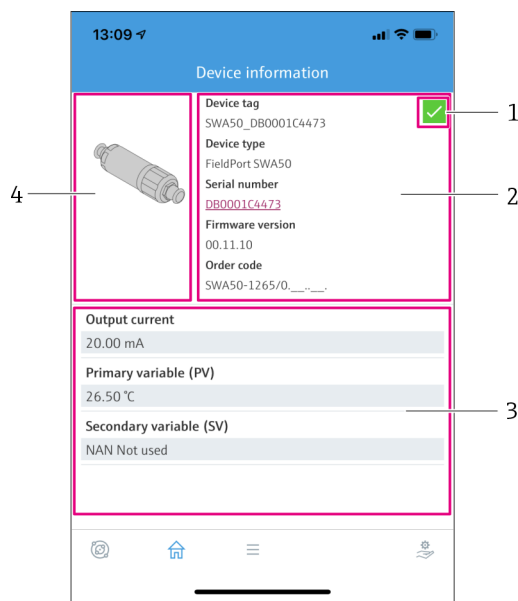 13:09
Device information
Device tag
SWA50_DB0001C4473
Device type
FieldPort SWA50
Serial number
DB0001C4473
Firmware version
00.11.10
Order code
SWA50-1265/0.__..__.
1
2
4
Output current
20.00 mA
Primary variable (PV)
26.50 °C
Secondary variable (SV)
NAN Not used
3